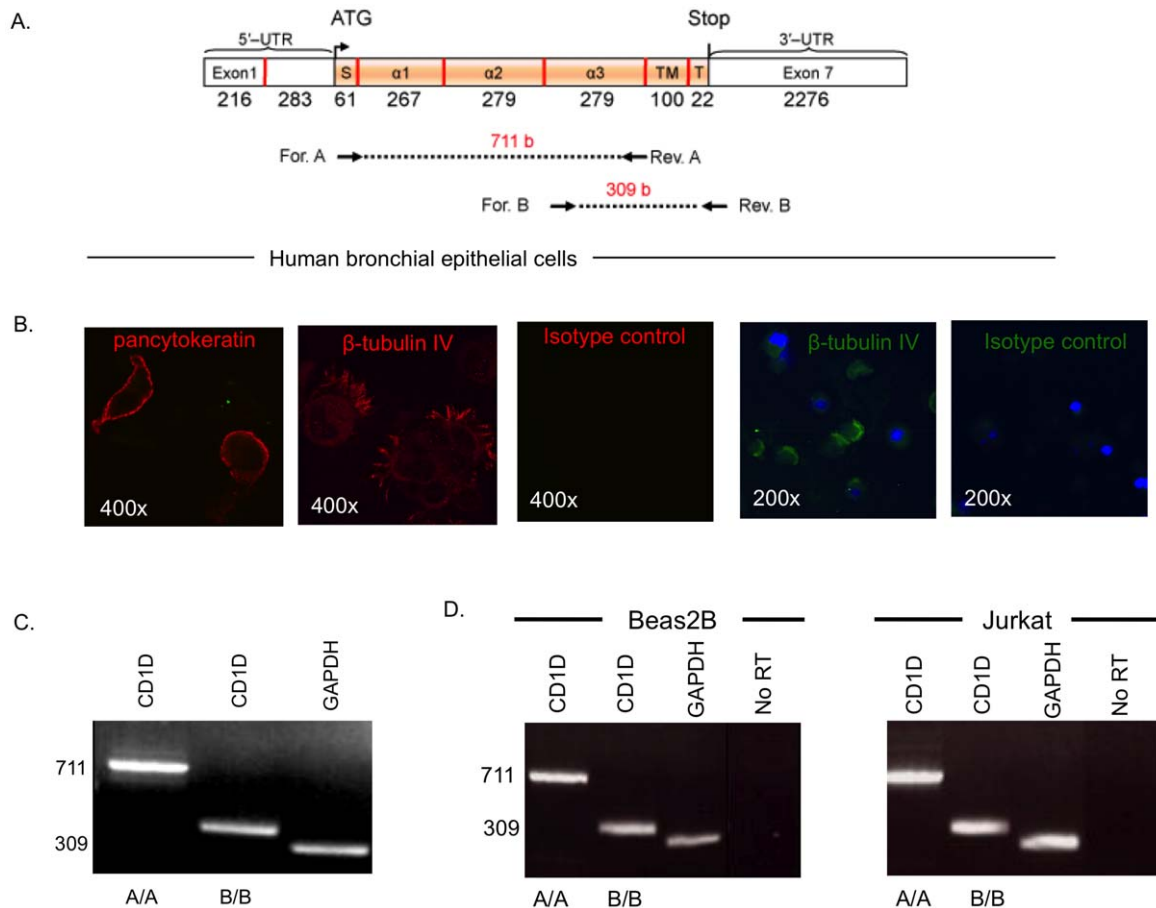 A.
ATG
Stop
5'–UTR
3'–UTR
Exon1 S α1 α2 α3 TM T Exon 7
216 283 61 267 279 279 100 22 2276
711 b
For. A Rev. A
309 b
For. B Rev. B
Human bronchial epithelial cells
B.
pancytokeratin
400x
β-tubulin IV
400x
Isotype control
400x
β-tubulin IV
200x
Isotype control
200x
C.
CD1D
CD1D
GAPDH
711
309
A/A B/B
D.
Beas2B
CD1D
CD1D
GAPDH
No RT
711
309
A/A B/B
Jurkat
CD1D
CD1D
GAPDH
No RT
A/A B/B